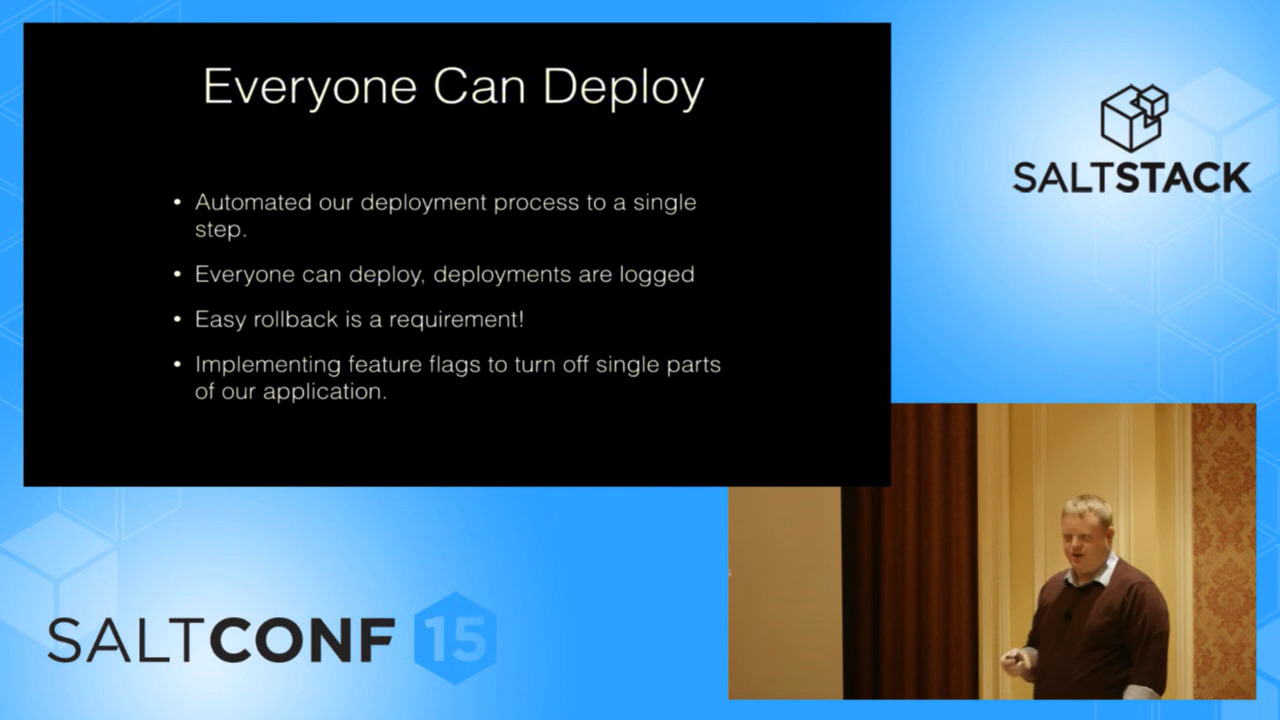 Everyone Can Deploy
• Automated our deployment process to a single
step.
• Everyone can deploy, deployments are logged
• Easy rollback is a requirement!
• Implementing feature flags to turn off single parts
of our application.
SALTSTACK
SALTCONF 15